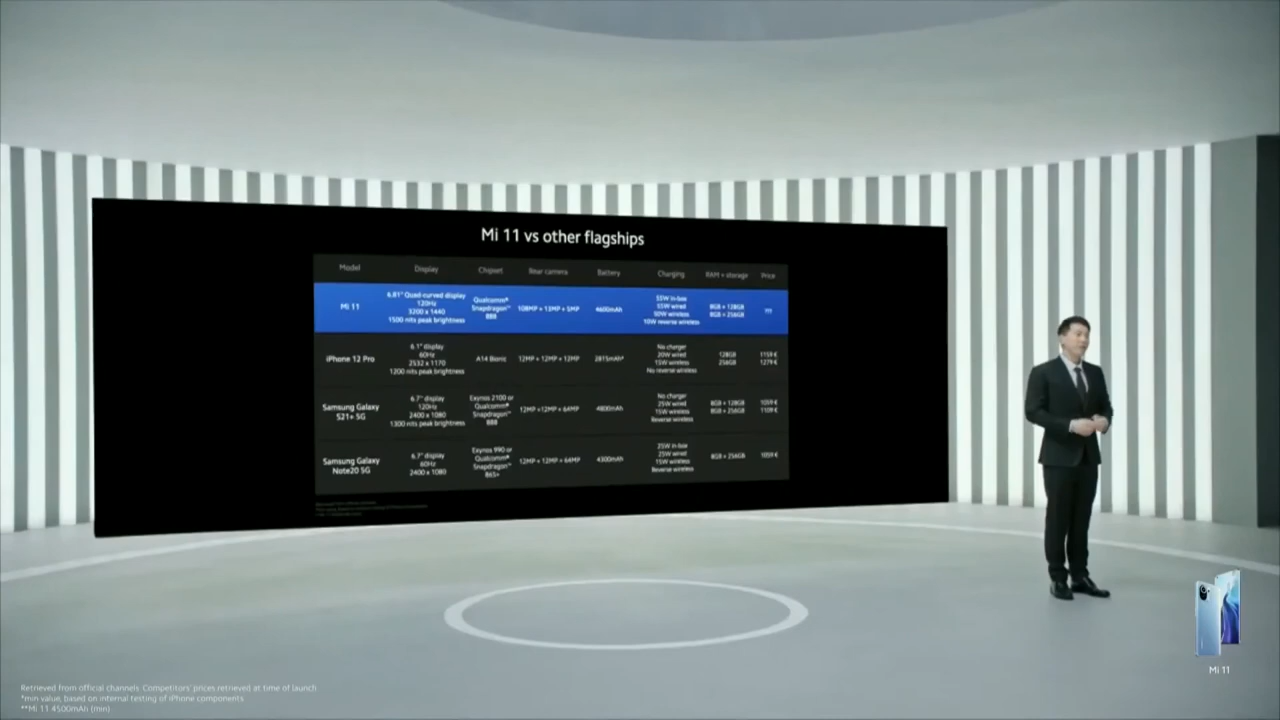 Mi 11 vs other flagships
Model Display Chipset Rear camera Battery Charging RAM + storage Price
Mi 11
6.81" Quad-curved display
120Hz
3200 x 1440
1500 nits peak brightness
Qualcomm®
Snapdragon™
888
108MP + 13MP + 5MP
4600mAh
55W in-box
55W wired
50W wireless
10W reverse wireless
8GB + 128GB
8GB + 256GB
???
iPhone 12 Pro
6.1" display
60Hz
2532 x 1170
1200 nits peak brightness
A14 Bionic
12MP + 12MP + 12MP
2815mAh*
No charger
20W wired
15W wireless
No reverse wireless
128GB
256GB
1159 €
1279 €
Samsung Galaxy
S21+ 5G
6.7" display
120Hz
2400 x 1080
1300 nits peak brightness
Exynos 2100 or
Qualcomm®
Snapdragon™
888
12MP +12MP + 64MP
4800mAh
No charger
25W wired
15W wireless
Reverse wireless
8GB + 128GB
8GB + 256GB
1059 €
1109 €
Samsung Galaxy
Note20 5G
6.7" display
60Hz
2400 x 1080
Exynos 990 or
Qualcomm®
Snapdragon™
865+
12MP + 12MP + 64MP
4300mAh
25W in-box
25W wired
15W wireless
Reverse wireless
8GB + 256GB
1059 €
Mi 11
Retrieved from official channels. Competitors' prices retrieved at time of launch
*min value, based on internal testing of iPhone components
**Mi 11 4500mAh (min)